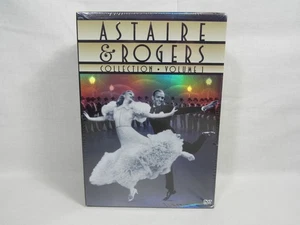 ASTAIRE
& ROGERS
COLLECTION • VOLUME 1
DVD